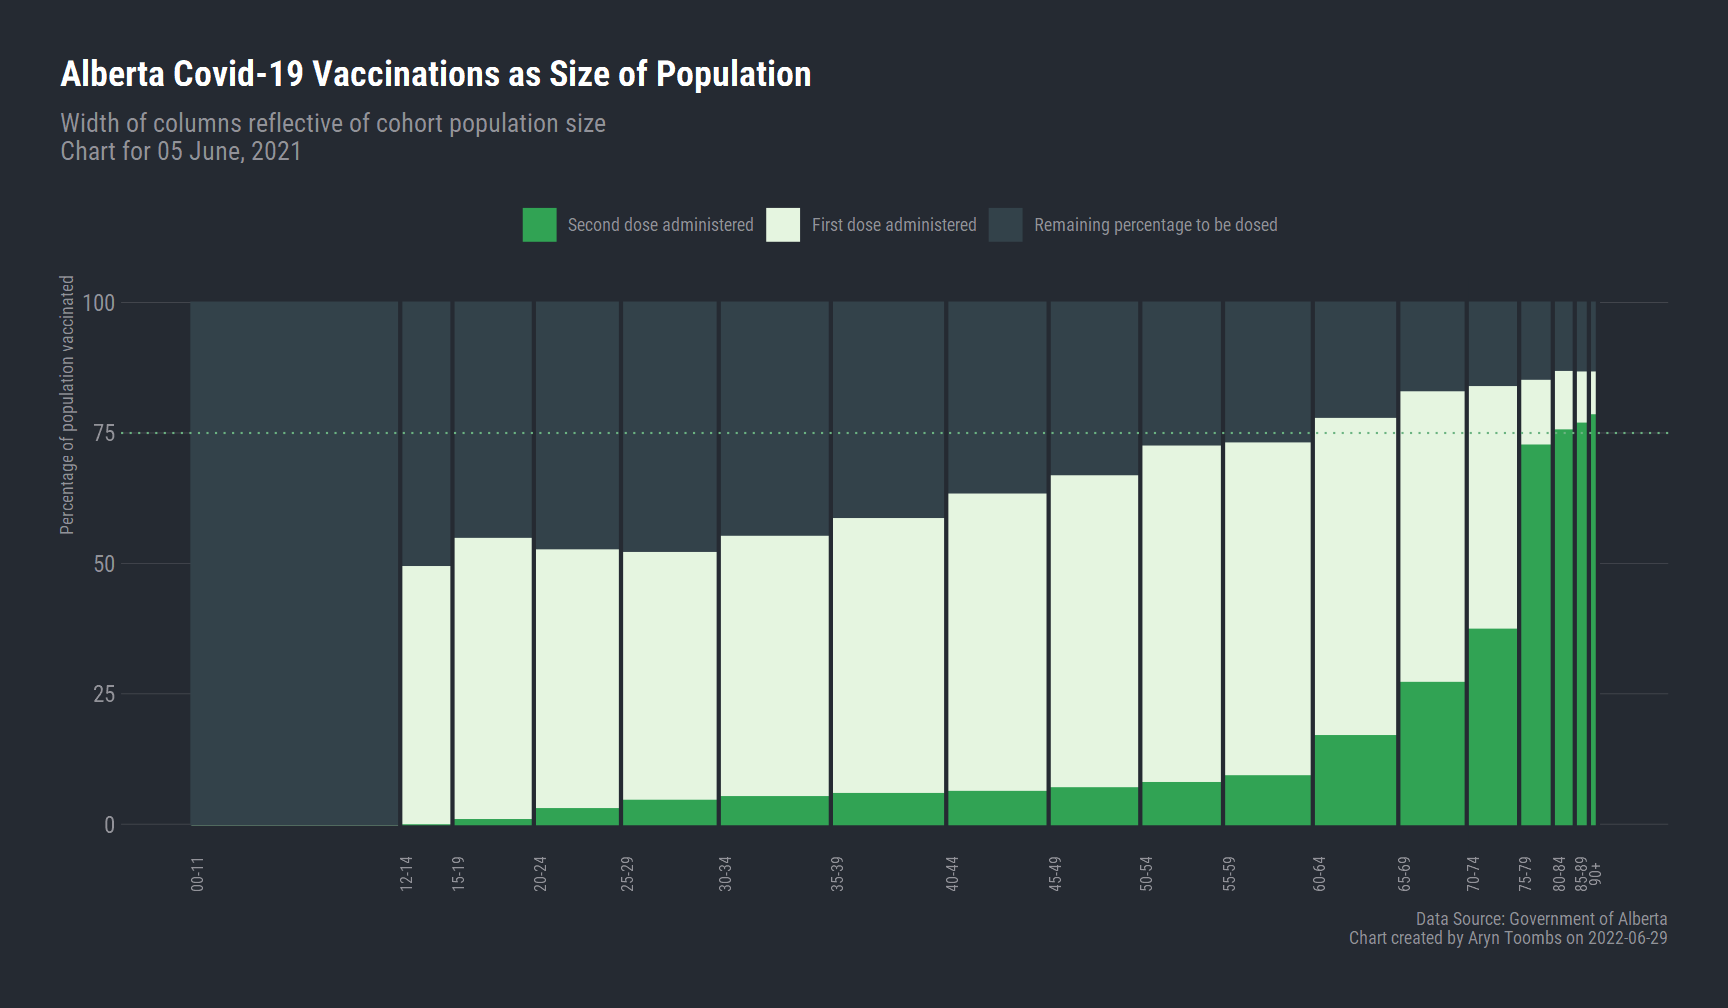 Alberta Covid-19 Vaccinations as Size of Population
Width of columns reflective of cohort population size
Chart for 05 June, 2021
Second dose administered
First dose administered
Remaining percentage to be dosed
Percentage of population vaccinated
100
75
50
25
0
00-11
12-14
15-19
20-24
25-29
30-34
35-39
40-44
45-49
50-54
55-59
60-64
65-69
70-74
75-79
80-84
85-89
90+
Data Source: Government of Alberta
Chart created by Aryn Toombs on 2022-06-29